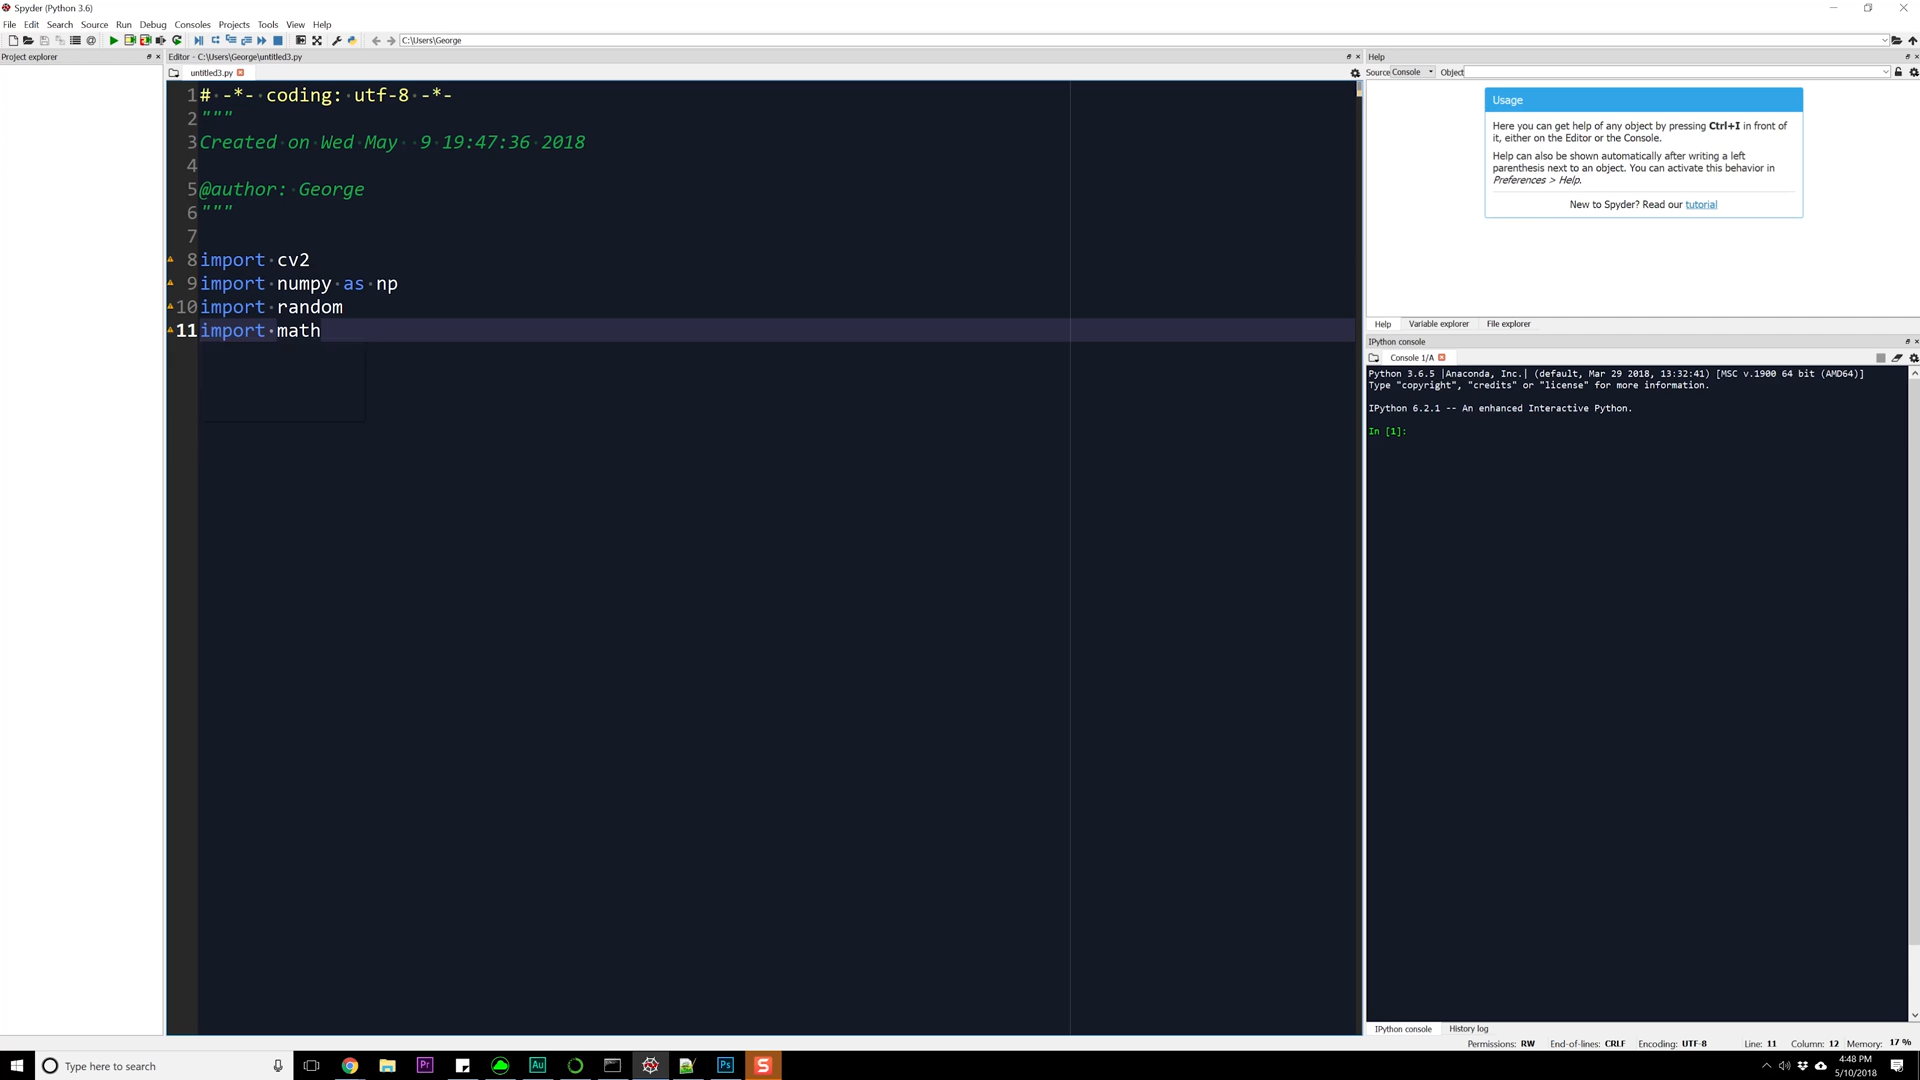 Spyder (Python 3.6)
File Edit Search Source Run Debug Consoles Projects Tools View Help
C:\Users\George
Project explorer
Editor - C:\Users\George\untitled3.py
untitled3.py
1 # -*- coding: utf-8 -*-
2 """
3 Created on Wed May  9 19:47:36 2018
4
5 @author: George
6 """
7
8 import cv2
9 import numpy as np
10 import random
11 import math
Help
Source Console Object
Usage
Here you can get help of any object by pressing Ctrl+I in front of
it, either on the Editor or the Console.
Help can also be shown automatically after writing a left
parenthesis next to an object. You can activate this behavior in
Preferences > Help.
New to Spyder? Read our tutorial
Help Variable explorer File explorer
IPython console
Console 1/A
Python 3.6.5 |Anaconda, Inc.| (default, Mar 29 2018, 13:32:41) [MSC v.1900 64 bit (AMD64)]
Type "copyright", "credits" or "license" for more information.
IPython 6.2.1 -- An enhanced Interactive Python.
In [1]:
IPython console History log
Permissions: RW End-of-lines: CRLF Encoding: UTF-8 Line: 11 Column: 12 Memory: 17 %
Type here to search
Pr
Au
Ps
S
4:48 PM
5/10/2018